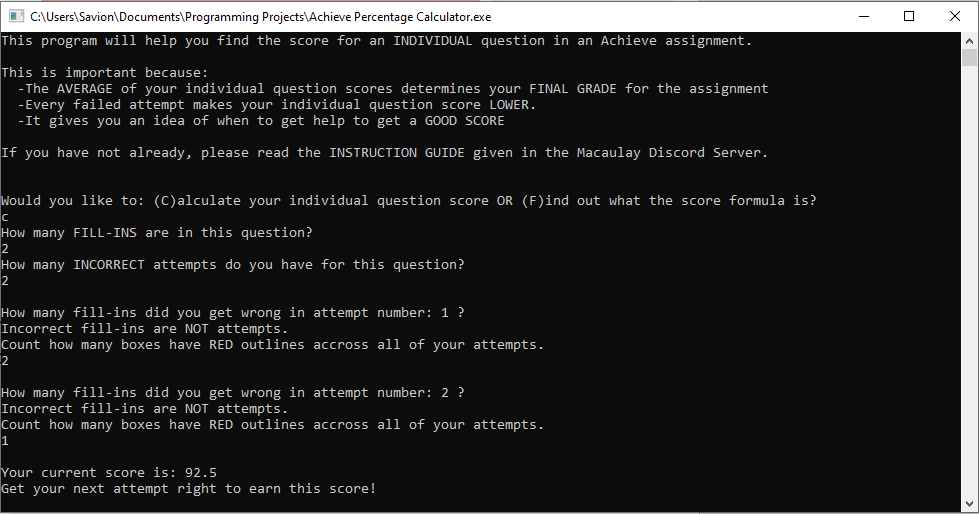 C:\Users\Savion\Documents\Programming Projects\Achieve Percentage Calculator.exe
This program will help you find the score for an INDIVIDUAL question in an Achieve assignment.
This is important because:
-The AVERAGE of your individual question scores determines your FINAL GRADE for the assignment
-Every failed attempt makes your individual question score LOWER.
-It gives you an idea of when to get help to get a GOOD SCORE
If you have not already, please read the INSTRUCTION GUIDE given in the Macaulay Discord Server.
Would you like to: (C)alculate your individual question score OR (F)ind out what the score formula is?
c
How many FILL-INS are in this question?
2
How many INCORRECT attempts do you have for this question?
2
How many fill-ins did you get wrong in attempt number: 1 ?
Incorrect fill-ins are NOT attempts.
Count how many boxes have RED outlines accross all of your attempts.
2
How many fill-ins did you get wrong in attempt number: 2 ?
Incorrect fill-ins are NOT attempts.
Count how many boxes have RED outlines accross all of your attempts.
1
Your current score is: 92.5
Get your next attempt right to earn this score!